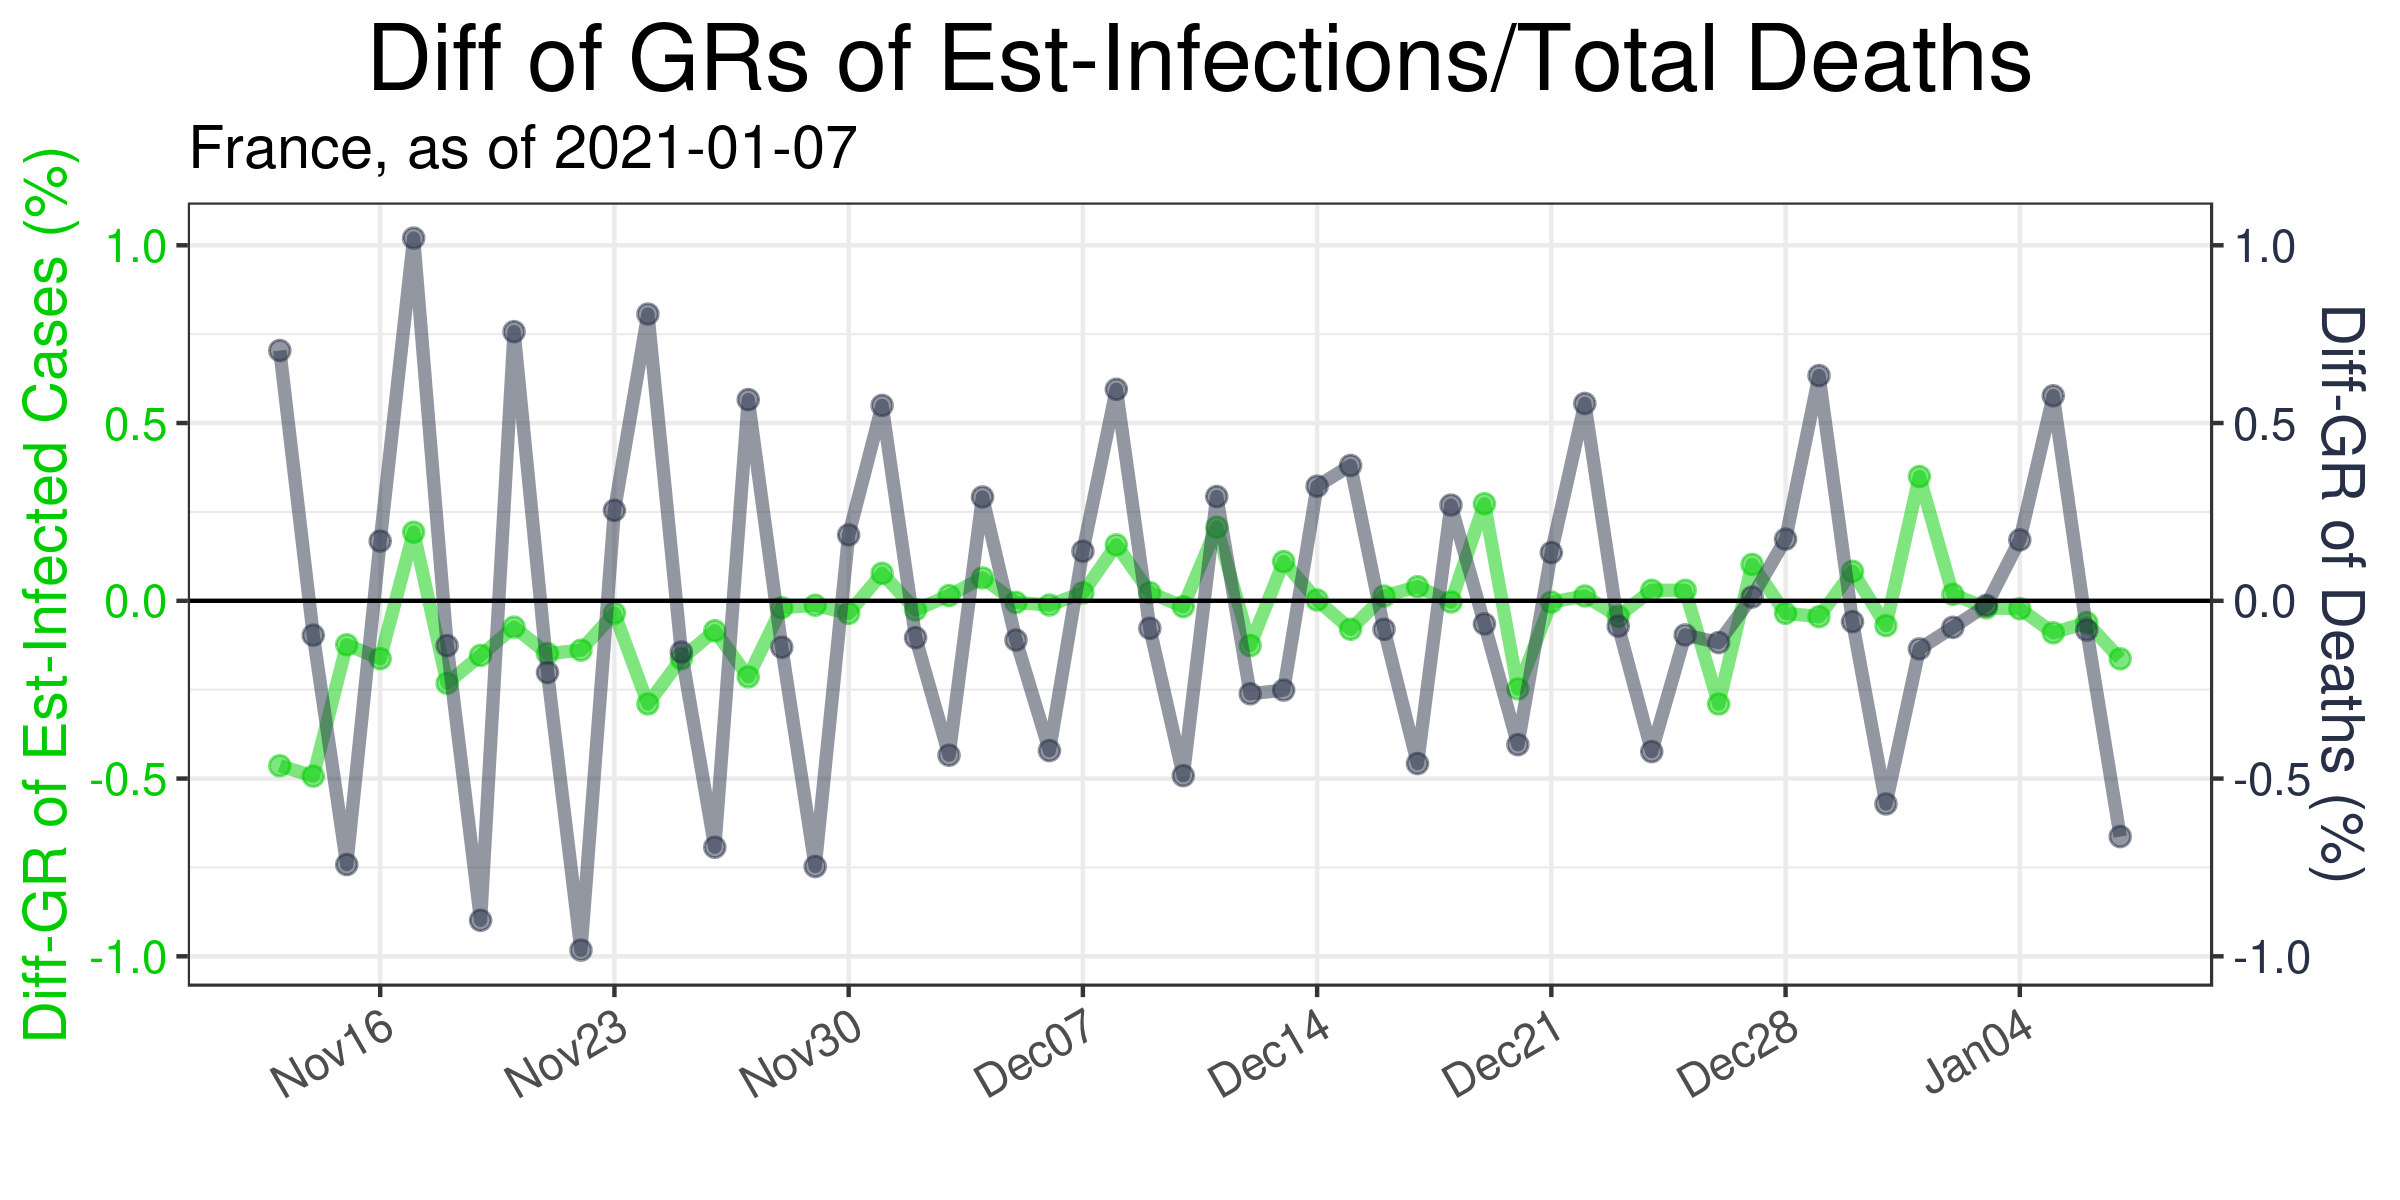 Diff of GRs of Est-Infections/Total Deaths
France, as of 2021-01-07
Diff-GR of Est-Infected Cases (%)
1.0
0.5
0.0
-0.5
-1.0
1.0
0.5
0.0
-0.5
-1.0
Diff-GR of Deaths (%)
Nov16
Nov23
Nov30
Dec07
Dec14
Dec21
Dec28
Jan04